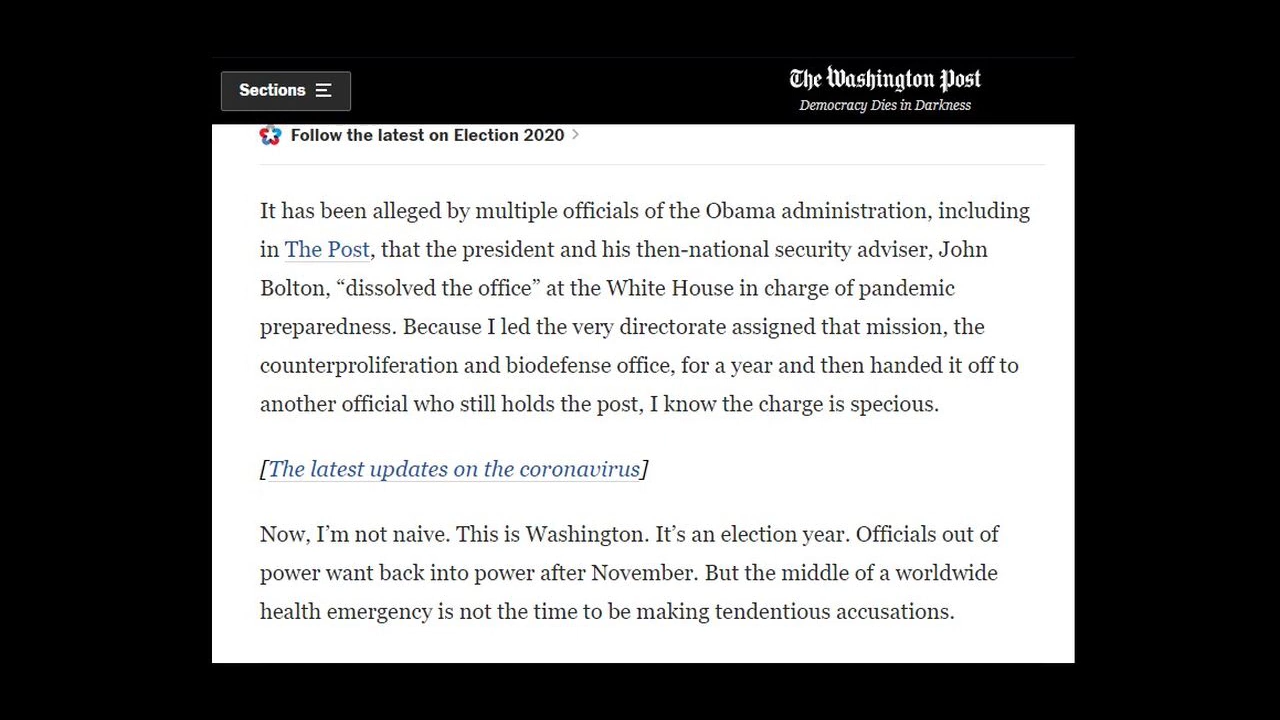 Sections
The Washington Post
Democracy Dies in Darkness
Follow the latest on Election 2020
It has been alleged by multiple officials of the Obama administration, including
in The Post, that the president and his then-national security adviser, John
Bolton, “dissolved the office” at the White House in charge of pandemic
preparedness. Because I led the very directorate assigned that mission, the
counterproliferation and biodefense office, for a year and then handed it off to
another official who still holds the post, I know the charge is specious.
[The latest updates on the coronavirus]
Now, I’m not naive. This is Washington. It’s an election year. Officials out of
power want back into power after November. But the middle of a worldwide
health emergency is not the time to be making tendentious accusations.